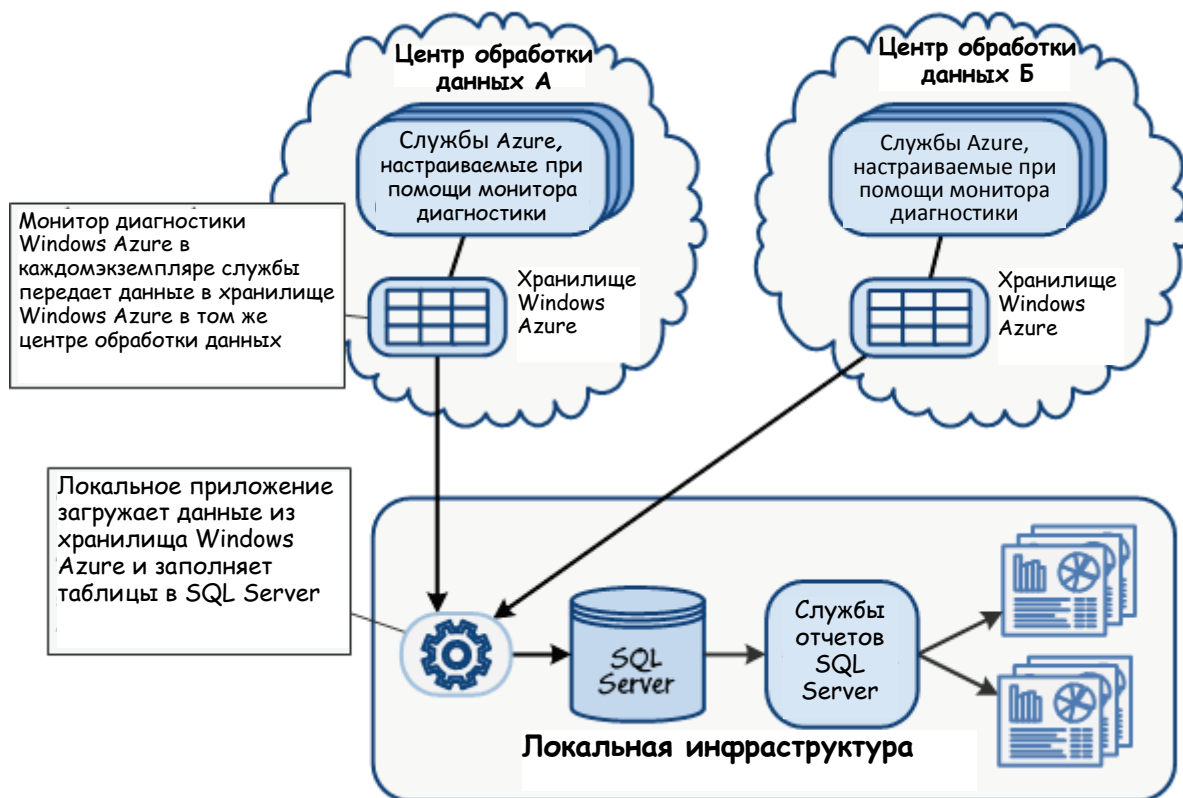 Центр обработки
данных А
Центр обработки
данных Б
Службы Azure,
настраиваемые при
помощи монитора
диагностики
Службы Azure,
настраиваемые при
помощи монитора
диагностики
Монитор диагностики
Windows Azure в
каждомэкземпляре службы
передает данные в хранилище
Windows Azure в том же
центре обработки данных
Хранилище
Windows
Azure
Хранилище
Windows
Azure
Локальное приложение
загружает данные из
хранилища Windows
Azure и заполняет
таблицы в SQL Server
SQL
Server
Службы
отчетов
SQL
Server
Локальная инфраструктура